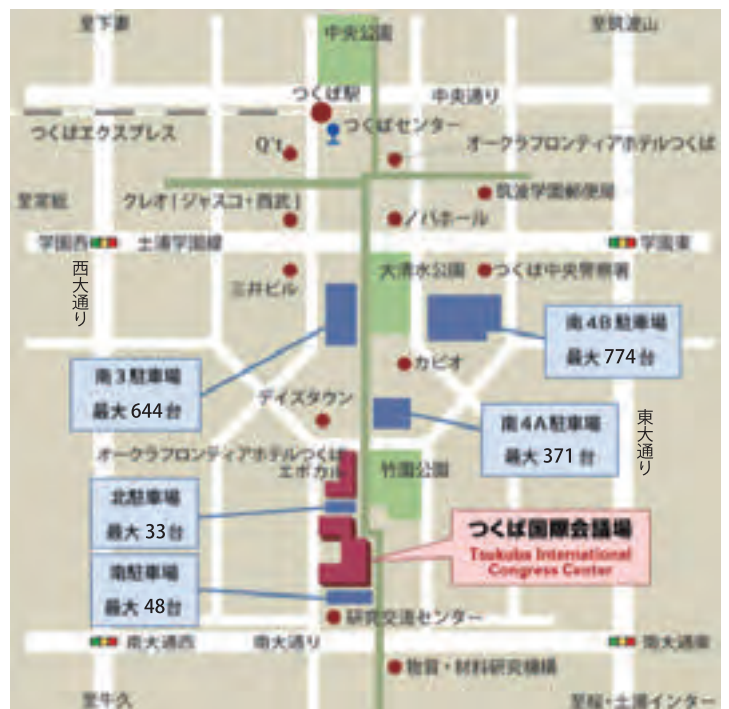 至下妻
中央公園
至筑波山
つくば駅
中央通り
つくばエクスプレス
つくばセンター
Q't
オークラフロンティアホテルつくば
筑波学園郵便局
至常総
クレオ(ジャスコ・西武)
ノバホール
学園西
土浦学園線
学園東
西大通り
大清水公園
つくば中央警察署
三井ビル
南4B駐車場
最大 774 台
カピオ
南3駐車場
最大 644 台
デイズタウン
南4A駐車場
最大 371 台
東大通り
オークラフロンティアホテルつくば
エポカル
竹園公園
北駐車場
最大 33 台
つくば国際会議場
Tsukuba International
Congress Center
南駐車場
最大 48 台
研究交流センター
南大通西
南大通り
南大通東
物質・材料研究機構
至牛久
至桜・土浦インター